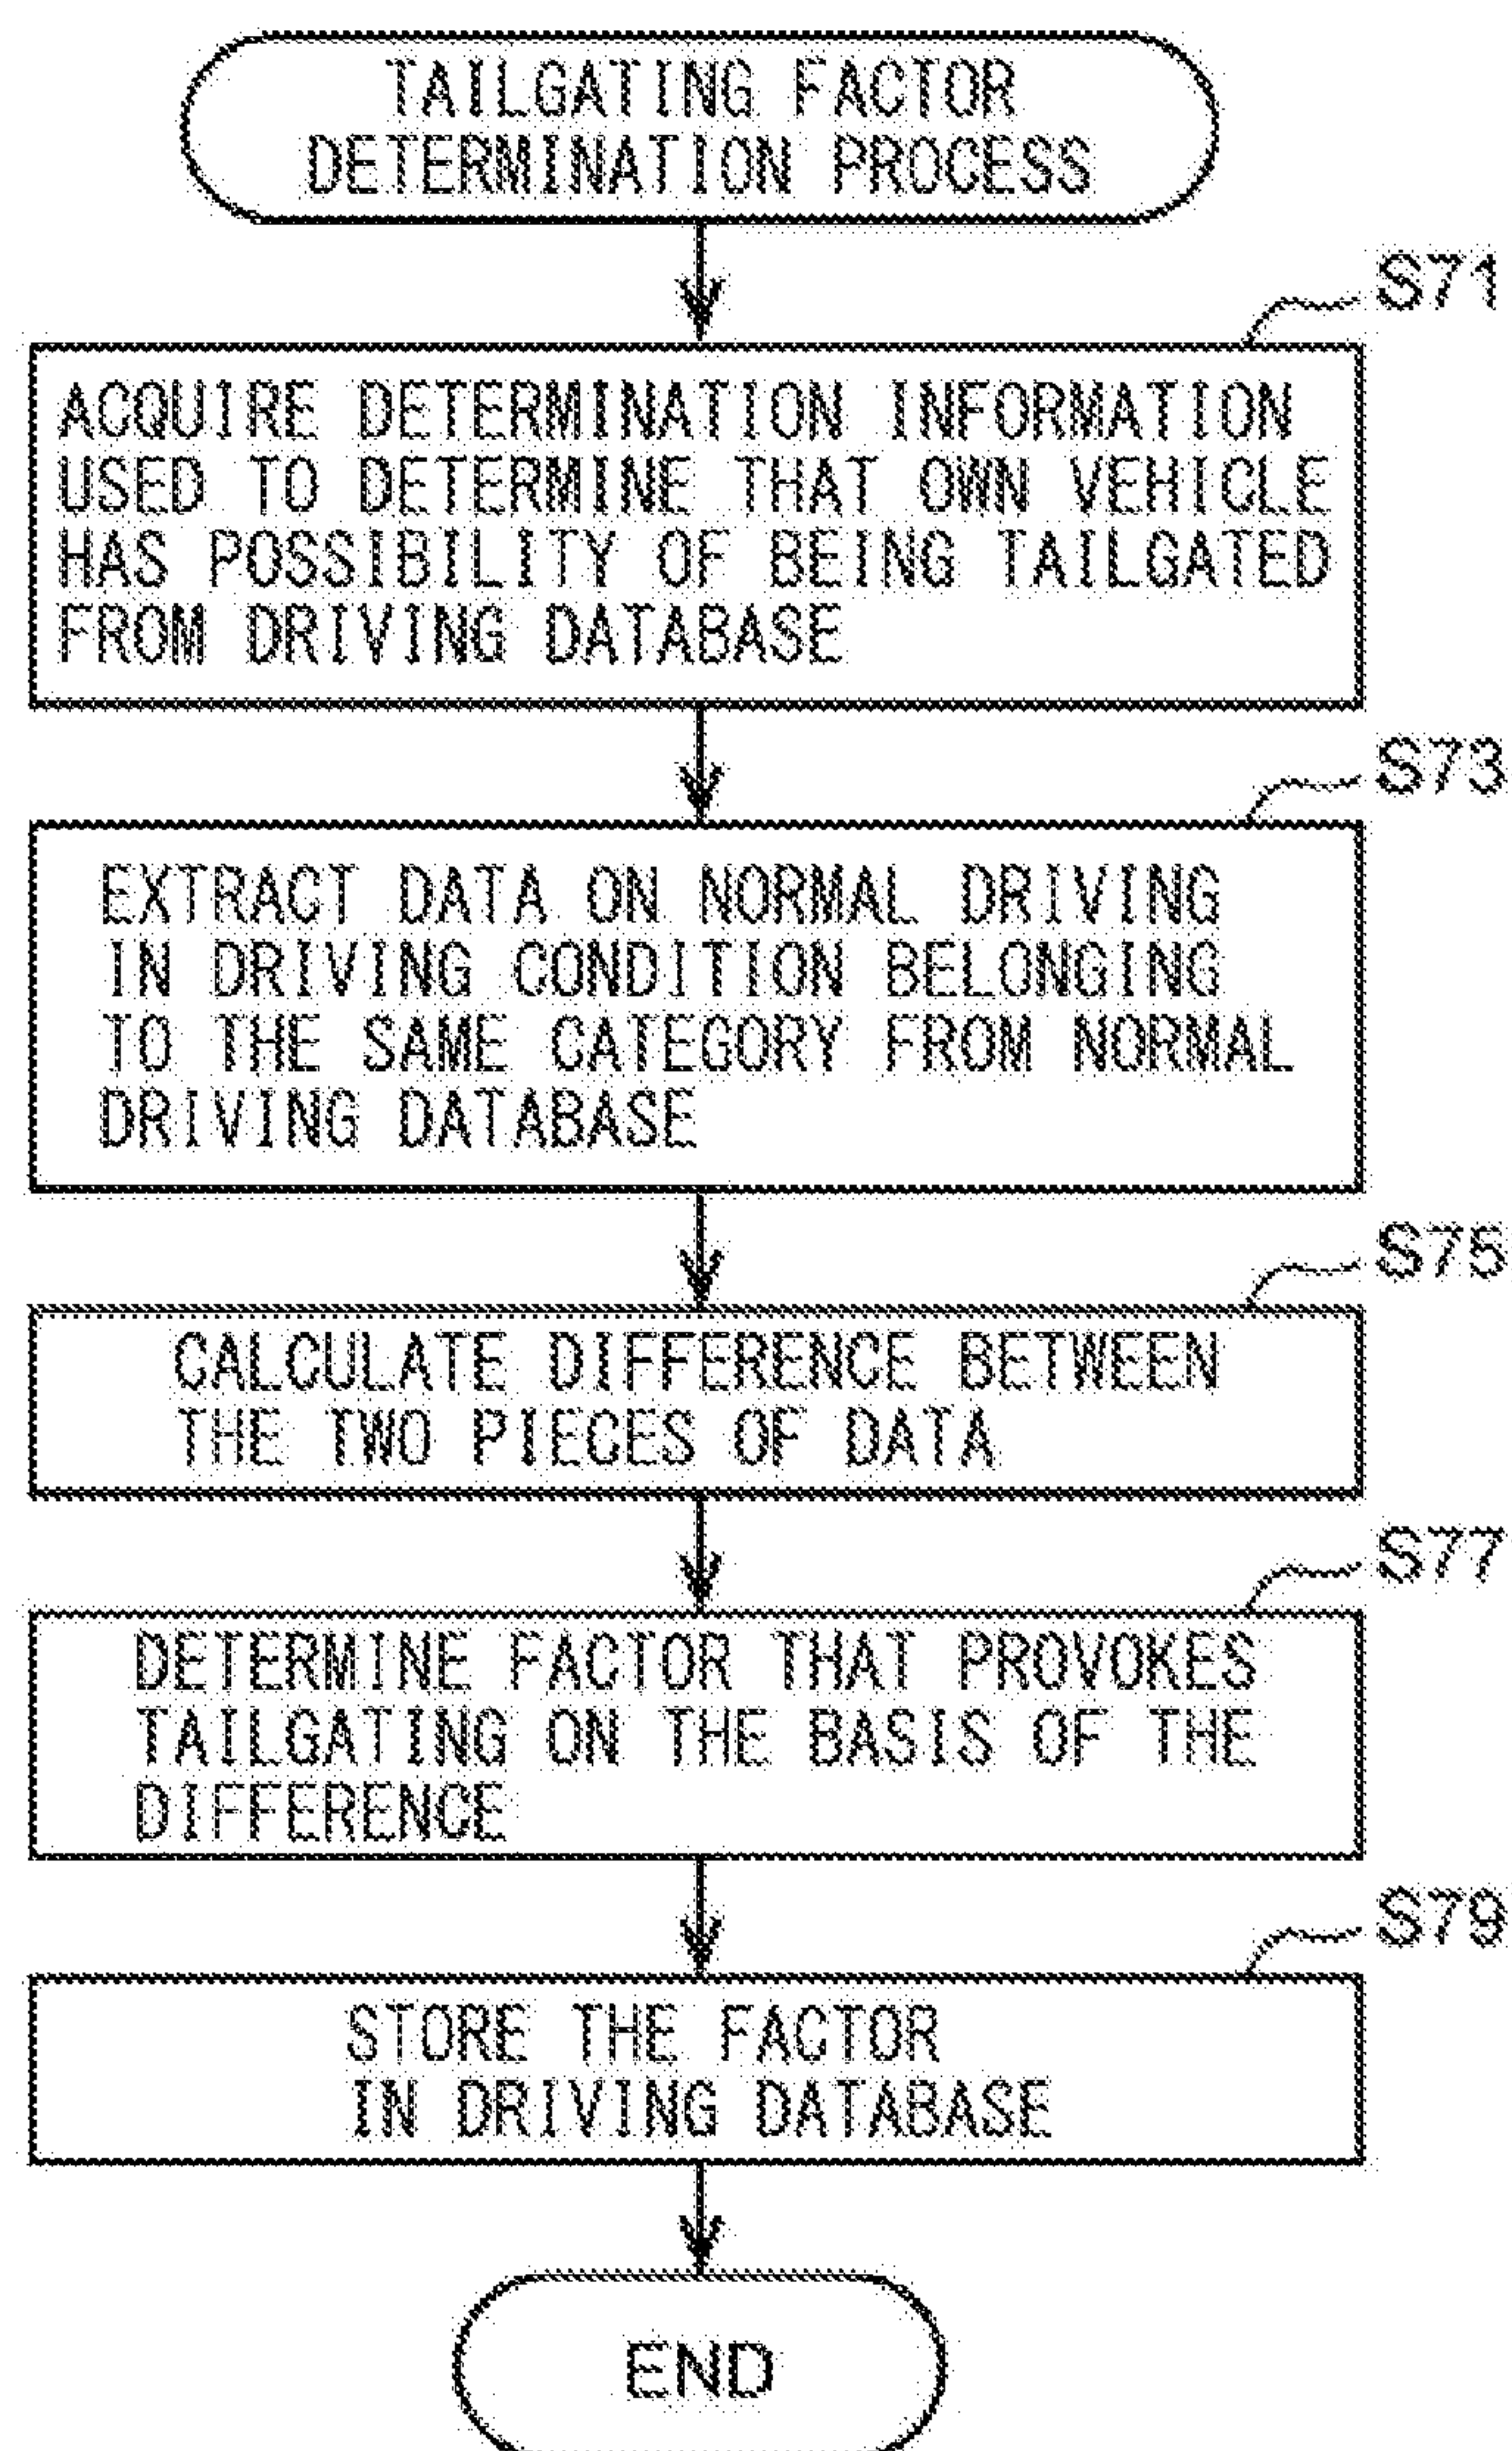 TAILGATING FACTOR
DETERMINATION PROCESS
S71
ACQUIRE DETERMINATION INFORMATION
USED TO DETERMINE THAT OWN VEHICLE
HAS POSSIBILITY OF BEING TAILGATED
FROM DRIVING DATABASE
S73
EXTRACT DATA ON NORMAL DRIVING
IN DRIVING CONDITION BELONGING
TO THE SAME CATEGORY FROM NORMAL
DRIVING DATABASE
S75
CALCULATE DIFFERENCE BETWEEN
THE TWO PIECES OF DATA
S77
DETERMINE FACTOR THAT PROVOKES
TAILGATING ON THE BASIS OF THE
DIFFERENCE
S79
STORE THE FACTOR
IN DRIVING DATABASE
END